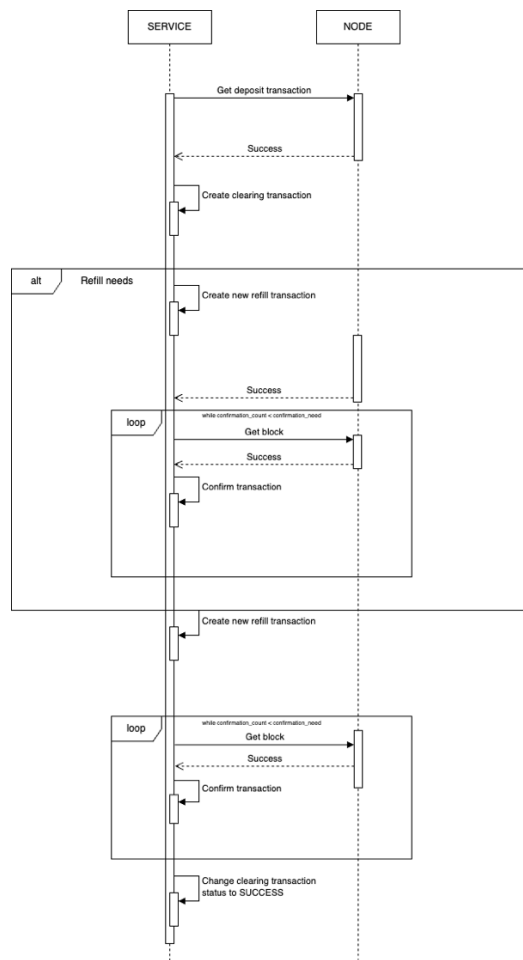 SERVICE
NODE
Get deposit transaction
Success
Create clearing transaction
alt
Refill needs
Create new refill transaction
Success
loop
while confirmation_count < confirmation_need
Get block
Success
Confirm transaction
Create new refill transaction
loop
while confirmation_count < confirmation_need
Get block
Success
Confirm transaction
Change clearing transaction
status to SUCCESS